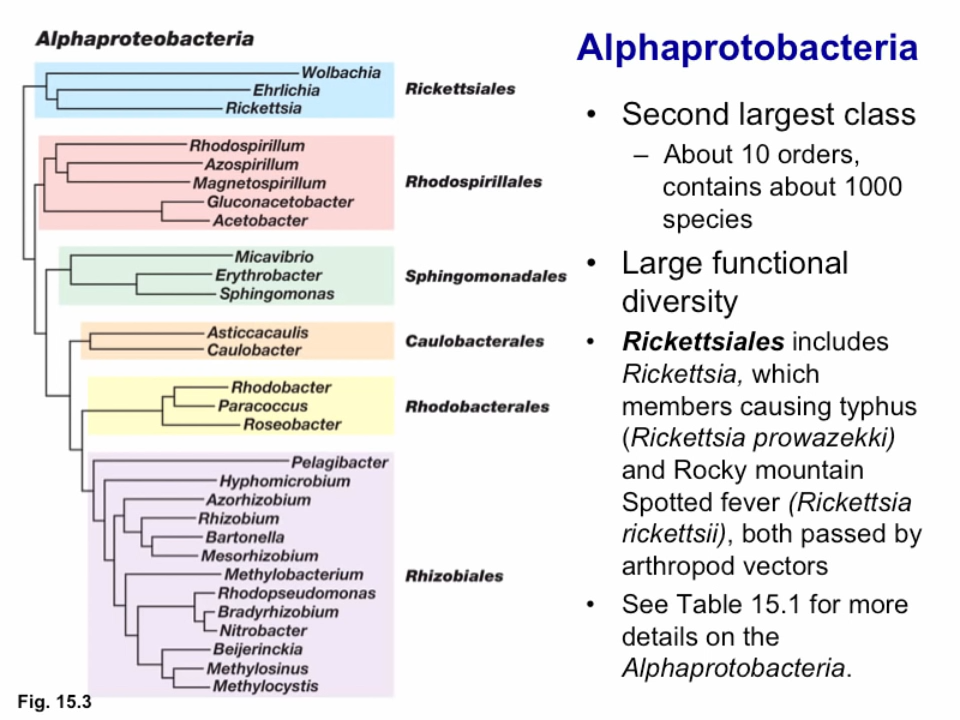 Alphaproteobacteria
Wolbachia
Ehrlichia
Rickettsia
Rickettsiales
Rhodospirillum
Azospirillum
Magnetospirillum
Gluconacetobacter
Acetobacter
Rhodospirillales
Micavibrio
Erythrobacter
Sphingomonas
Sphingomonadales
Asticcacaulis
Caulobacter
Caulobacterales
Rhodobacter
Paracoccus
Roseobacter
Rhodobacterales
Pelagibacter
Hyphomicrobium
Azorhizobium
Rhizobium
Bartonella
Mesorhizobium
Methylobacterium
Rhodopseudomonas
Bradyrhizobium
Nitrobacter
Beijerinckia
Methylosinus
Methylocystis
Rhizobiales
Fig. 15.3
Alphaprotobacteria
• Second largest class
– About 10 orders,
contains about 1000
species
• Large functional
diversity
• Rickettsiales includes
Rickettsia, which
members causing typhus
(Rickettsia prowazekki)
and Rocky mountain
Spotted fever (Rickettsia
rickettsii), both passed by
arthropod vectors
• See Table 15.1 for more
details on the
Alphaprotobacteria.